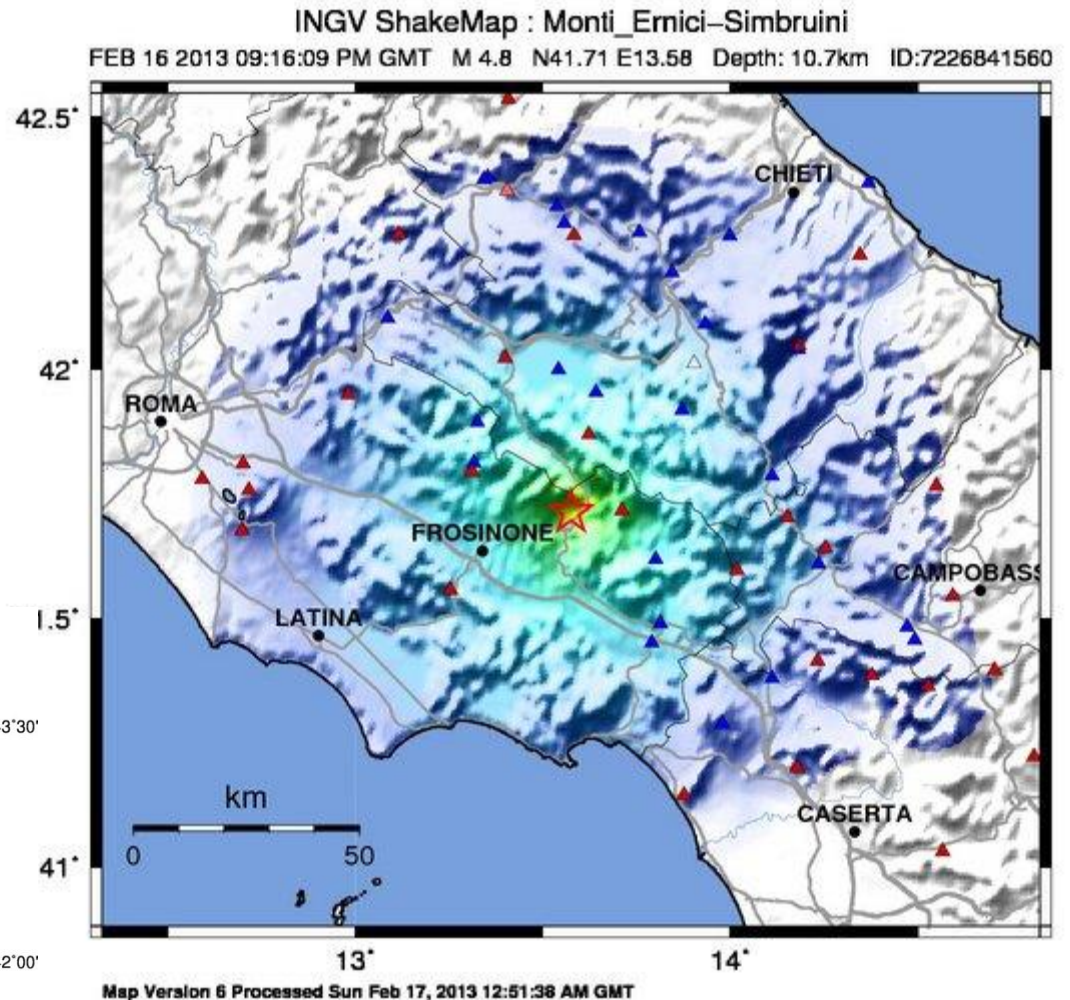 INGV ShakeMap : Monti_Ernici–Simbruini
FEB 16 2013 09:16:09 PM GMT M 4.8 N41.71 E13.58 Depth: 10.7km ID:7226841560
42.5˚
CHIETI
42˚
ROMA
FROSINONE
CAMPOBASS
1.5˚
LATINA
3˚30'
km
CASERTA
0 50
41˚
2˚00'
13˚ 14˚
Map Version 6 Processed Sun Feb 17, 2013 12:51:38 AM GMT